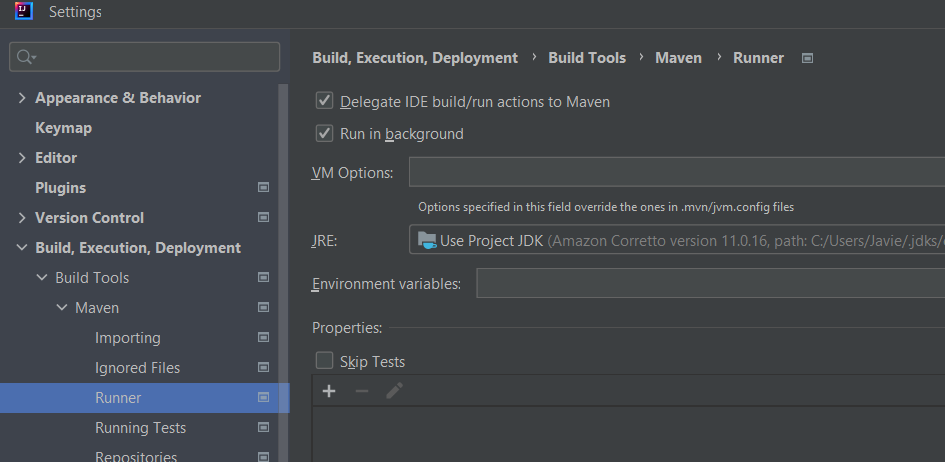 IJ
Settings
Appearance & Behavior
Keymap
Editor
Plugins
Version Control
Build, Execution, Deployment
Build Tools
Maven
Importing
Ignored Files
Runner
Running Tests
Repositories
Build, Execution, Deployment › Build Tools › Maven › Runner
Delegate IDE build/run actions to Maven
Run in background
VM Options:
Options specified in this field override the ones in .mvn/jvm.config files
JRE: Use Project JDK (Amazon Corretto version 11.0.16, path: C:/Users/Javie/.jdks/
Environment variables:
Properties:
Skip Tests